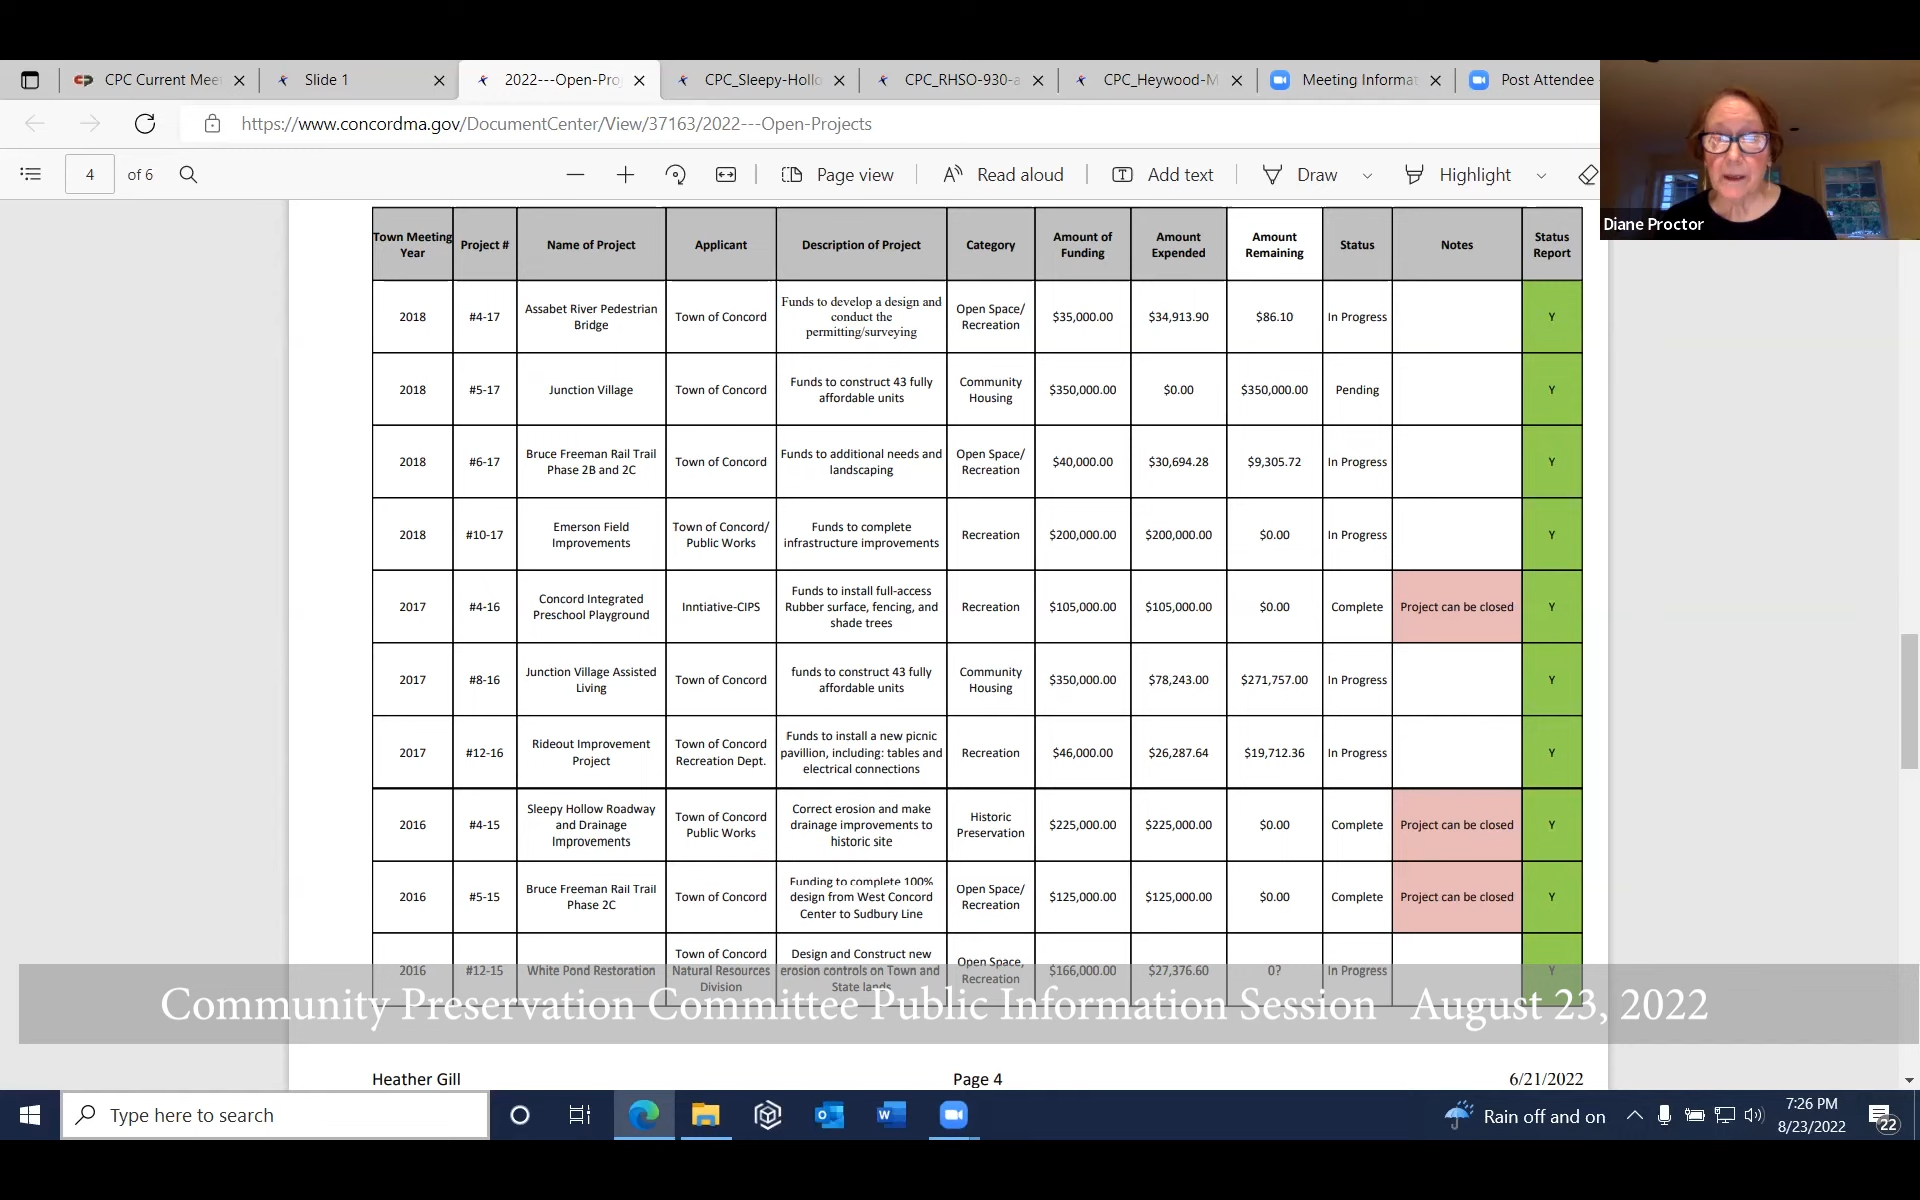 CPC Current Mee
Slide 1
2022---Open-Pro
CPC_Sleepy-Hollo
CPC_RHSO-930-a
CPC_Heywood-M
Meeting Informat
Post Attendee
https://www.concordma.gov/DocumentCenter/View/37163/2022---Open-Projects
4 of 6
Page view
Read aloud
Add text
Draw
Highlight
Diane Proctor
Town Meeting Year Project # Name of Project Applicant Description of Project Category Amount of Funding Amount Expended Amount Remaining Status Notes Status Report
2018 #4-17 Assabet River Pedestrian Bridge Town of Concord Funds to develop a design and conduct the permitting/surveying Open Space/ Recreation $35,000.00 $34,913.90 $86.10 In Progress Y
2018 #5-17 Junction Village Town of Concord Funds to construct 43 fully affordable units Community Housing $350,000.00 $0.00 $350,000.00 Pending Y
2018 #6-17 Bruce Freeman Rail Trail Phase 2B and 2C Town of Concord Funds to additional needs and landscaping Open Space/ Recreation $40,000.00 $30,694.28 $9,305.72 In Progress Y
2018 #10-17 Emerson Field Improvements Town of Concord/ Public Works Funds to complete infrastructure improvements Recreation $200,000.00 $200,000.00 $0.00 In Progress Y
2017 #4-16 Concord Integrated Preschool Playground Inntiative-CIPS Funds to install full-access Rubber surface, fencing, and shade trees Recreation $105,000.00 $105,000.00 $0.00 Complete Project can be closed Y
2017 #8-16 Junction Village Assisted Living Town of Concord funds to construct 43 fully affordable units Community Housing $350,000.00 $78,243.00 $271,757.00 In Progress Y
2017 #12-16 Rideout Improvement Project Town of Concord Recreation Dept. Funds to install a new picnic pavillion, including: tables and electrical connections Recreation $46,000.00 $26,287.64 $19,712.36 In Progress Y
2016 #4-15 Sleepy Hollow Roadway and Drainage Improvements Town of Concord Public Works Correct erosion and make drainage improvements to historic site Historic Preservation $225,000.00 $225,000.00 $0.00 Complete Project can be closed Y
2016 #5-15 Bruce Freeman Rail Trail Phase 2C Town of Concord Funding to complete 100% design from West Concord Center to Sudbury Line Open Space/ Recreation $125,000.00 $125,000.00 $0.00 Complete Project can be closed Y
2016 #12-15 White Pond Restoration Town of Concord Natural Resources Division Design and Construct new erosion controls on Town and State lands Open Space, Recreation $166,000.00 $27,376.60 0? In Progress Y
Community Preservation Committee Public Information Session August 23, 2022
Heather Gill Page 4 6/21/2022
Type here to search
Rain off and on
7:26 PM
8/23/2022
22